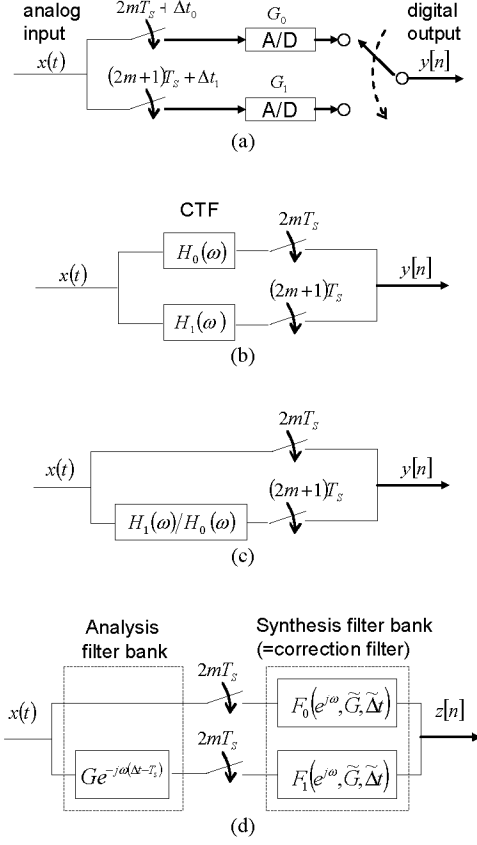 analog input
2mT_S + Δt_0
G_0
digital output
x(t)
A/D
y[n]
(2m+1)T_S + Δt_1
G_1
A/D
(a)
CTF
2mT_S
x(t)
H_0(ω)
y[n]
(2m+1)T_S
H_1(ω)
(b)
2mT_S
x(t)
y[n]
(2m+1)T_S
H_1(ω)/H_0(ω)
(c)
Analysis filter bank
Synthesis filter bank (=correction filter)
2mT_S
x(t)
F_0(e^{jω}, G̃, Δ̃t)
z[n]
2mT_S
Ge^{-jω(Δt-T_S)}
F_1(e^{jω}, G̃, Δ̃t)
(d)